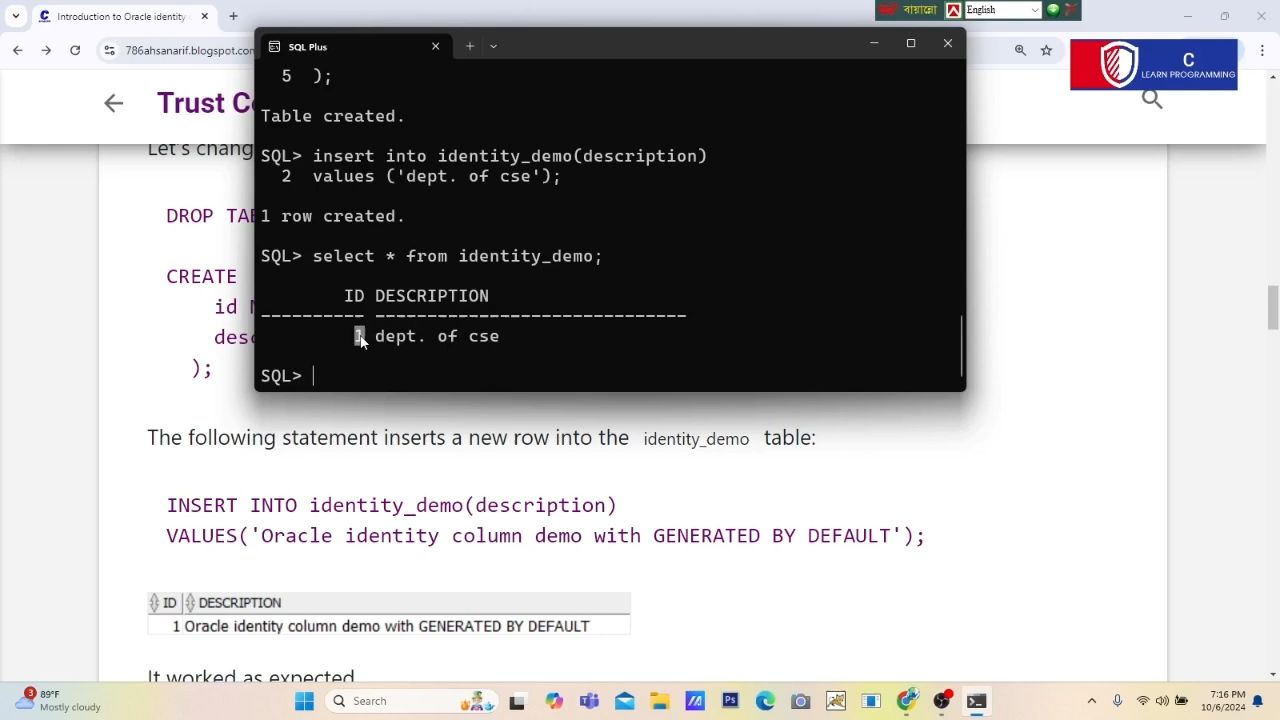 Introduction to Oracle identity
বায়ান্নো
English
786ahsanarif.blogspot.com
SQL Plus
C
LEARN PROGRAMMING
Trust C
Let's chang
DROP TAB
CREATE
id
desc
);
5 );
Table created.
SQL> insert into identity_demo(description)
2 values ('dept. of cse');
1 row created.
SQL> select * from identity_demo;
ID DESCRIPTION
---------- ------------------------------
1 dept. of cse
SQL>
The following statement inserts a new row into the identity_demo table:
INSERT INTO identity_demo(description)
VALUES('Oracle identity column demo with GENERATED BY DEFAULT');
ID DESCRIPTION
1 Oracle identity column demo with GENERATED BY DEFAULT
It worked as expected
3
89°F
Mostly cloudy
Search
7:16 PM
10/6/2024